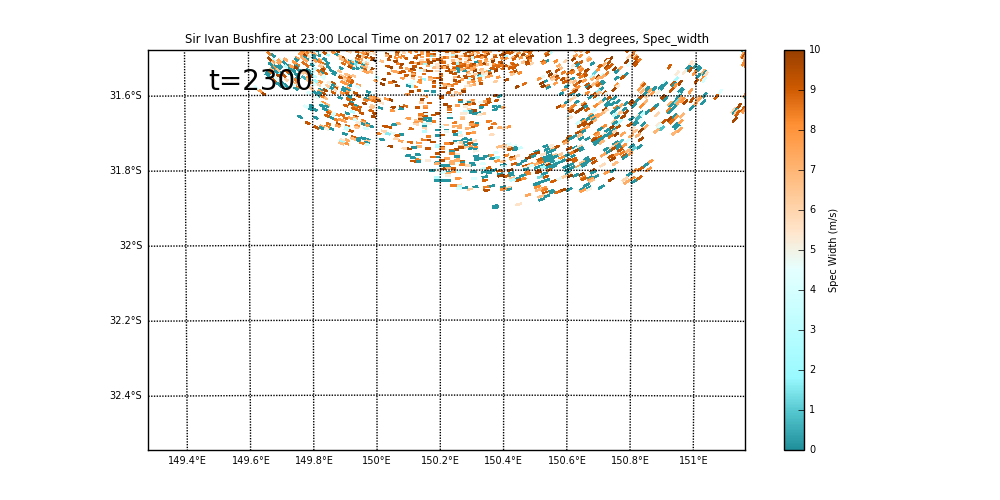 Sir Ivan Bushfire at 23:00 Local Time on 2017 02 12 at elevation 1.3 degrees, Spec_width
t=2300
31.6°S
31.8°S
32°S
32.2°S
32.4°S
149.4°E 149.6°E 149.8°E 150°E 150.2°E 150.4°E 150.6°E 150.8°E 151°E
10
9
8
7
6
5
4
3
2
1
0
Spec Width (m/s)